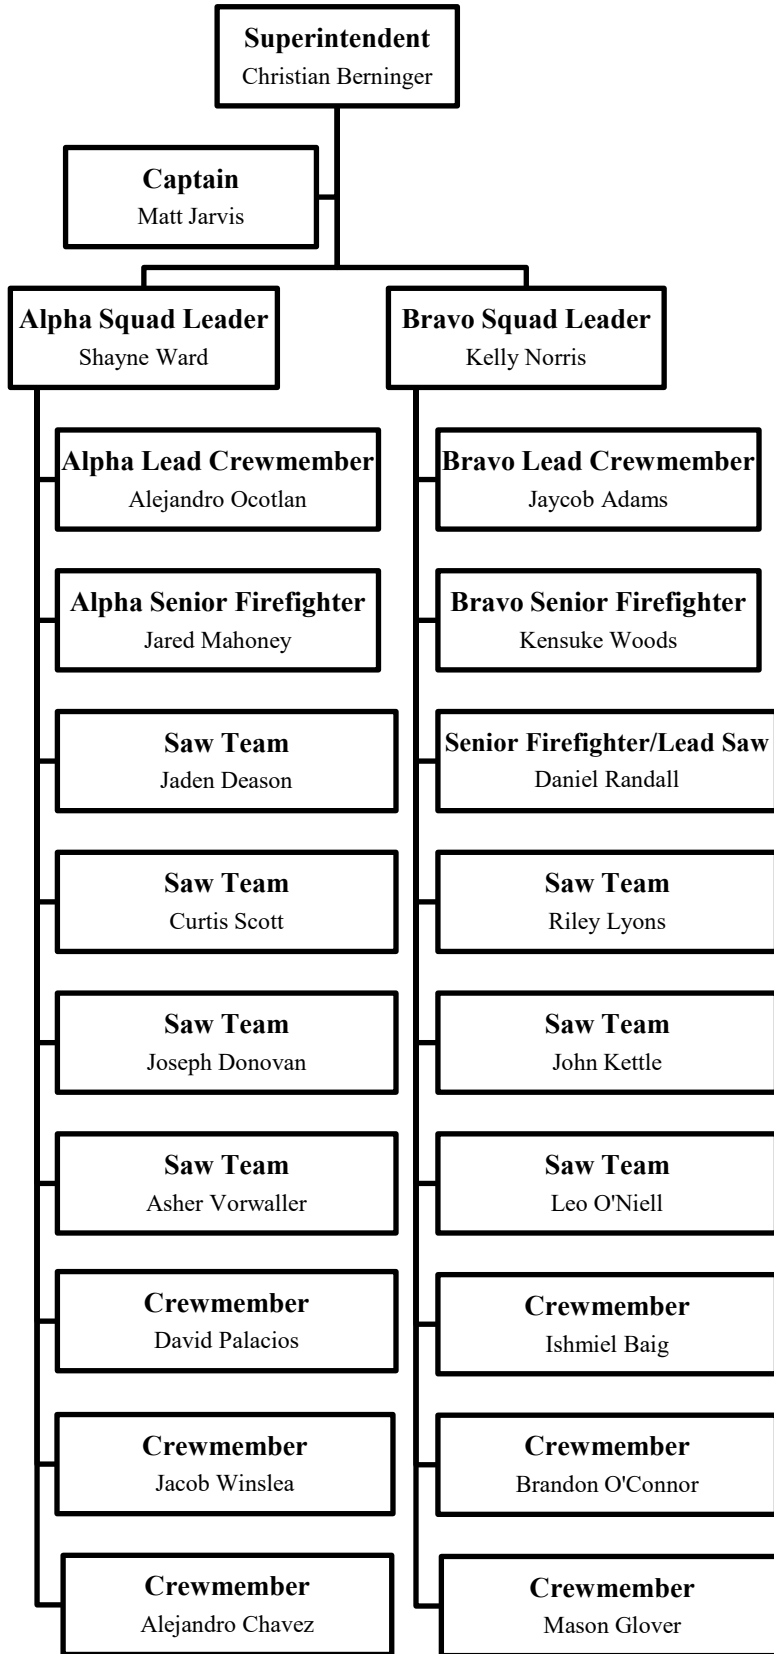 Superintendent
Christian Berninger
Captain
Matt Jarvis
Alpha Squad Leader
Shayne Ward
Bravo Squad Leader
Kelly Norris
Alpha Lead Crewmember
Alejandro Ocotlan
Bravo Lead Crewmember
Jaycob Adams
Alpha Senior Firefighter
Jared Mahoney
Bravo Senior Firefighter
Kensuke Woods
Saw Team
Jaden Deason
Senior Firefighter/Lead Saw
Daniel Randall
Saw Team
Curtis Scott
Saw Team
Riley Lyons
Saw Team
Joseph Donovan
Saw Team
John Kettle
Saw Team
Asher Vorwaller
Saw Team
Leo O'Niell
Crewmember
David Palacios
Crewmember
Ishmiel Baig
Crewmember
Jacob Winslea
Crewmember
Brandon O'Connor
Crewmember
Alejandro Chavez
Crewmember
Mason Glover